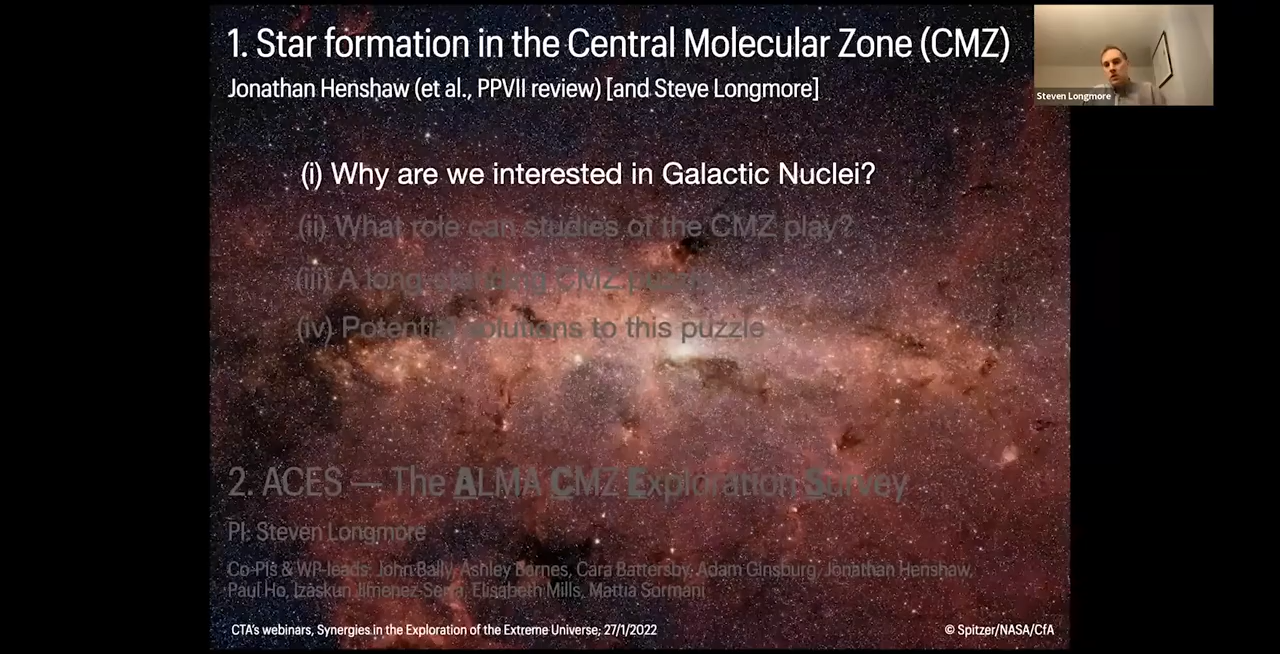 1. Star formation in the Central Molecular Zone (CMZ)
Jonathan Henshaw (et al., PPVII review) [and Steve Longmore]
Steven Longmore
(i) Why are we interested in Galactic Nuclei?
(ii) What role can studies of the CMZ play?
(iii) A long-standing CMZ puzzle
(iv) Potential solutions to this puzzle
2. ACES — The ALMA CMZ Exploration Survey
PI: Steven Longmore
Co-PIs & WP-leads: John Bally, Ashley Barnes, Cara Battersby, Adam Ginsburg, Jonathan Henshaw,
Paul Ho, Izaskun Jimenez-Serra, Elisabeth Mills, Mattia Sormani
CTA's webinars, Synergies in the Exploration of the Extreme Universe; 27/1/2022
© Spitzer/NASA/CfA